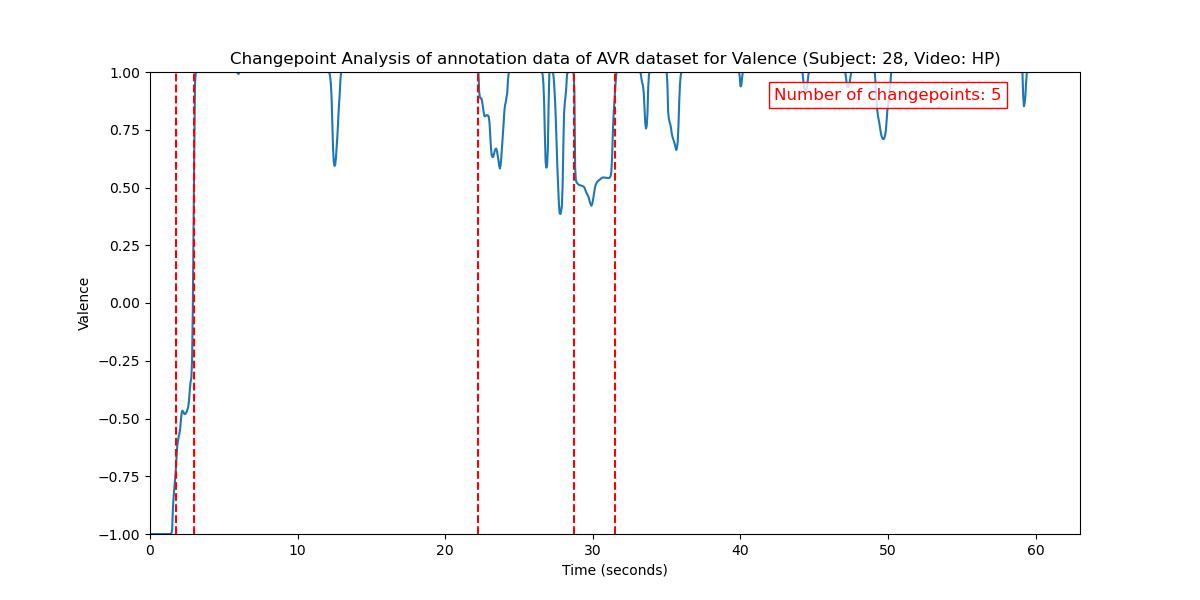 Changepoint Analysis of annotation data of AVR dataset for Valence (Subject: 28, Video: HP)
1.00
0.75
0.50
0.25
0.00
−0.25
−0.50
−0.75
−1.00
Valence
Number of changepoints: 5
0 10 20 30 40 50 60
Time (seconds)